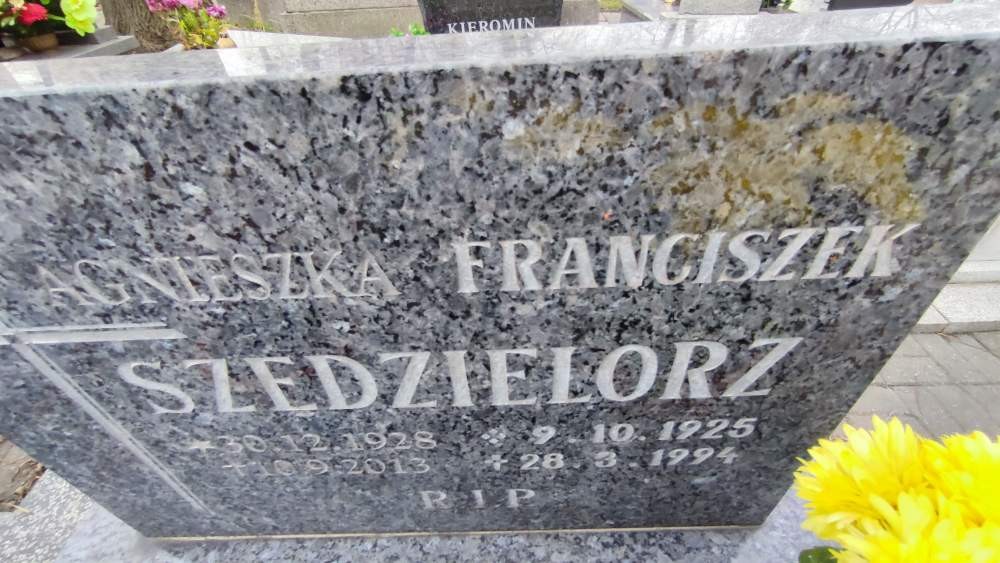 KIEROMIN
AGNIESZKA FRANCISZEK
SZEDZIELORZ
30.12.1928 9.10.1925
10.9.2013 28.3.1994
R.I.P